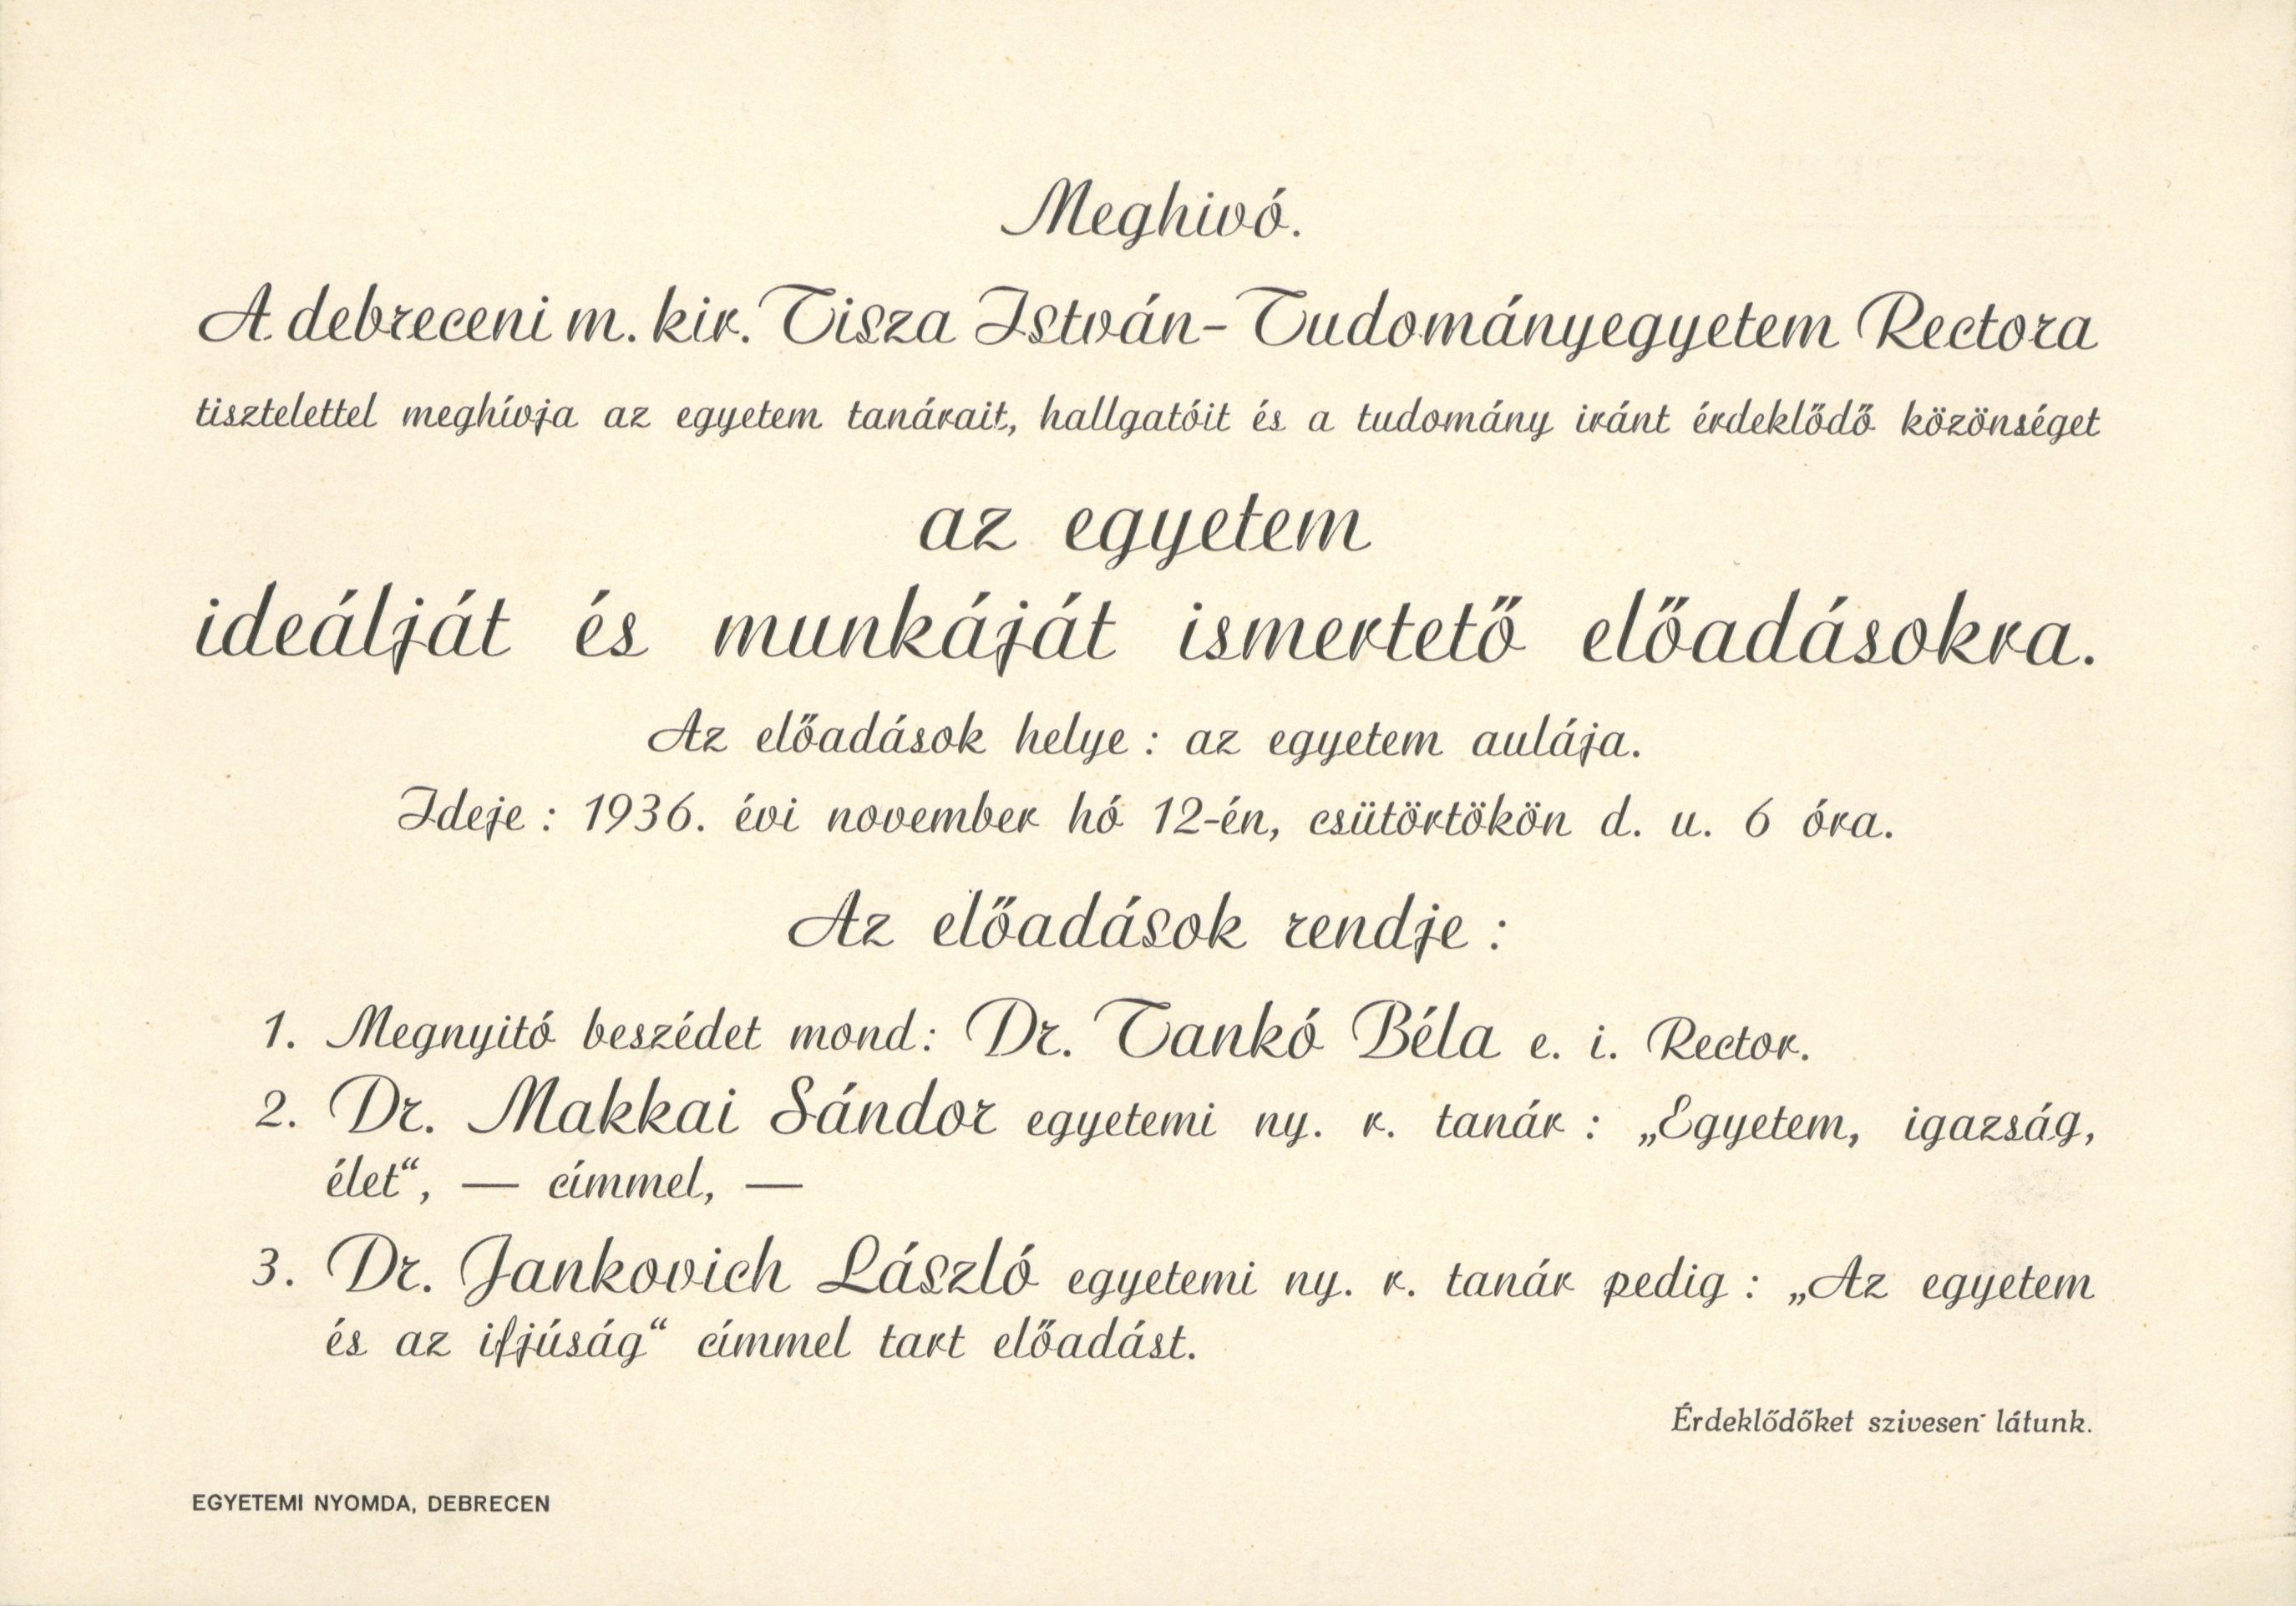 Meghivó.
A debreceni m. kir. Tisza István-Tudományegyetem Rectora
tisztelettel meghívja az egyetem tanárait, hallgatóit és a tudomány iránt érdeklődő közönséget
az egyetem
ideálját és munkáját ismertető előadásokra.
Az előadások helye : az egyetem aulája.
Ideje : 1936. évi november hó 12-én, csütörtökön d. u. 6 óra.
Az előadások rendje :
1. Megnyitó beszédet mond: Dr. Tankó Béla e. i. Rector.
2. Dr. Makkai Sándor egyetemi ny. r. tanár : „Egyetem, igazság,
élet“, — címmel, —
3. Dr. Jankovich László egyetemi ny. r. tanár pedig : „Az egyetem
és az ifjúság“ címmel tart előadást.
Érdeklődőket szivesen látunk.
EGYETEMI NYOMDA, DEBRECEN